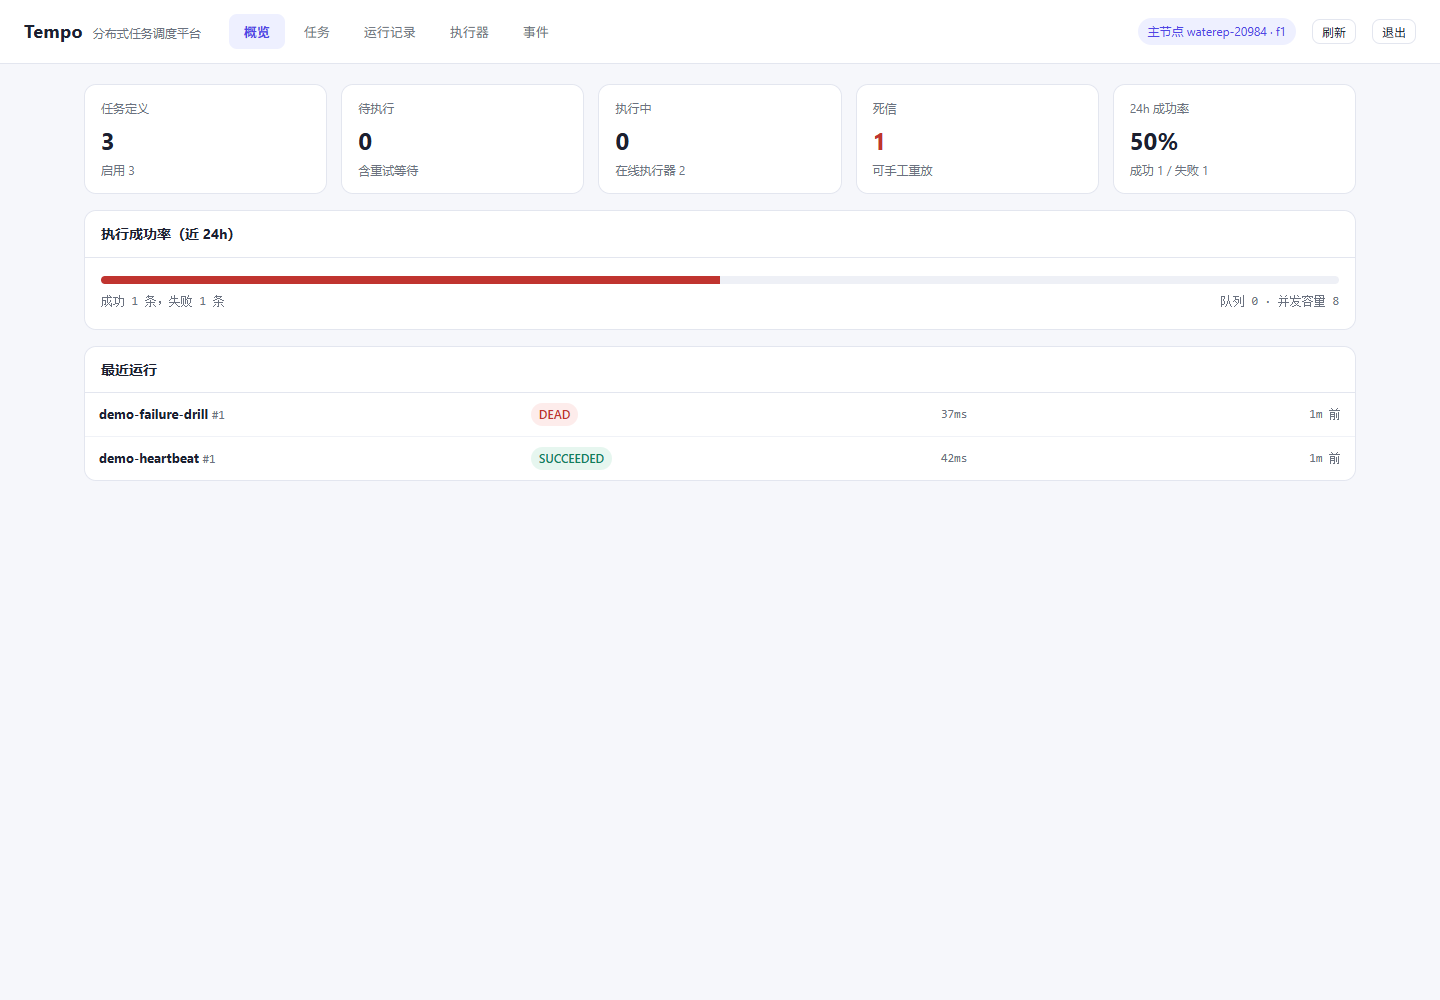 Tempo 分布式任务调度平台 概览 任务 运行记录 执行器 事件 主节点 waterep-20984 · f1 刷新 退出
任务定义 待执行 执行中 死信 24h 成功率
3 0 0 1 50%
启用 3 含重试等待 在线执行器 2 可手工重放 成功 1 / 失败 1
执行成功率（近 24h）
成功 1 条，失败 1 条 队列 0 · 并发容量 8
最近运行
demo-failure-drill #1 DEAD 37ms 1m 前
demo-heartbeat #1 SUCCEEDED 42ms 1m 前